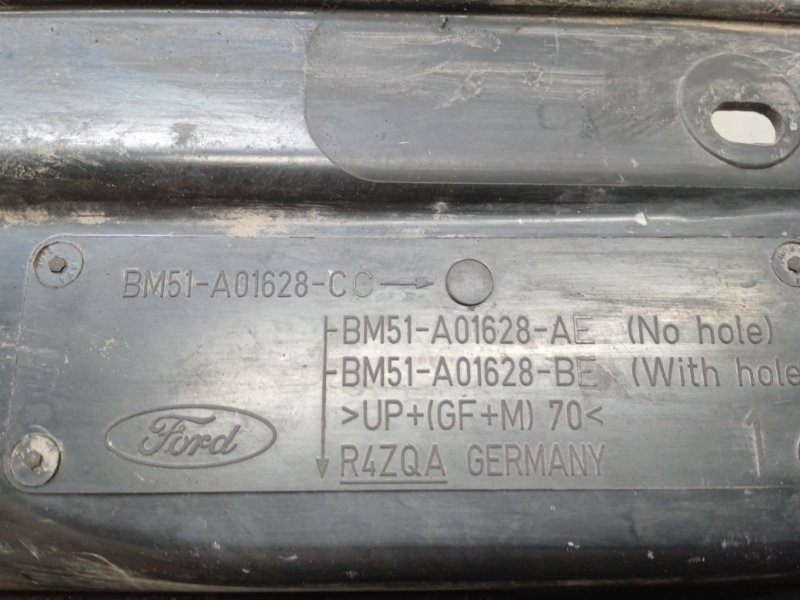 BM51-A01628-CC
BM51-A01628-AE (No hole)
BM51-A01628-BE (With hole
>UP+(GF+M) 70<
Ford
R4ZQA GERMANY
1